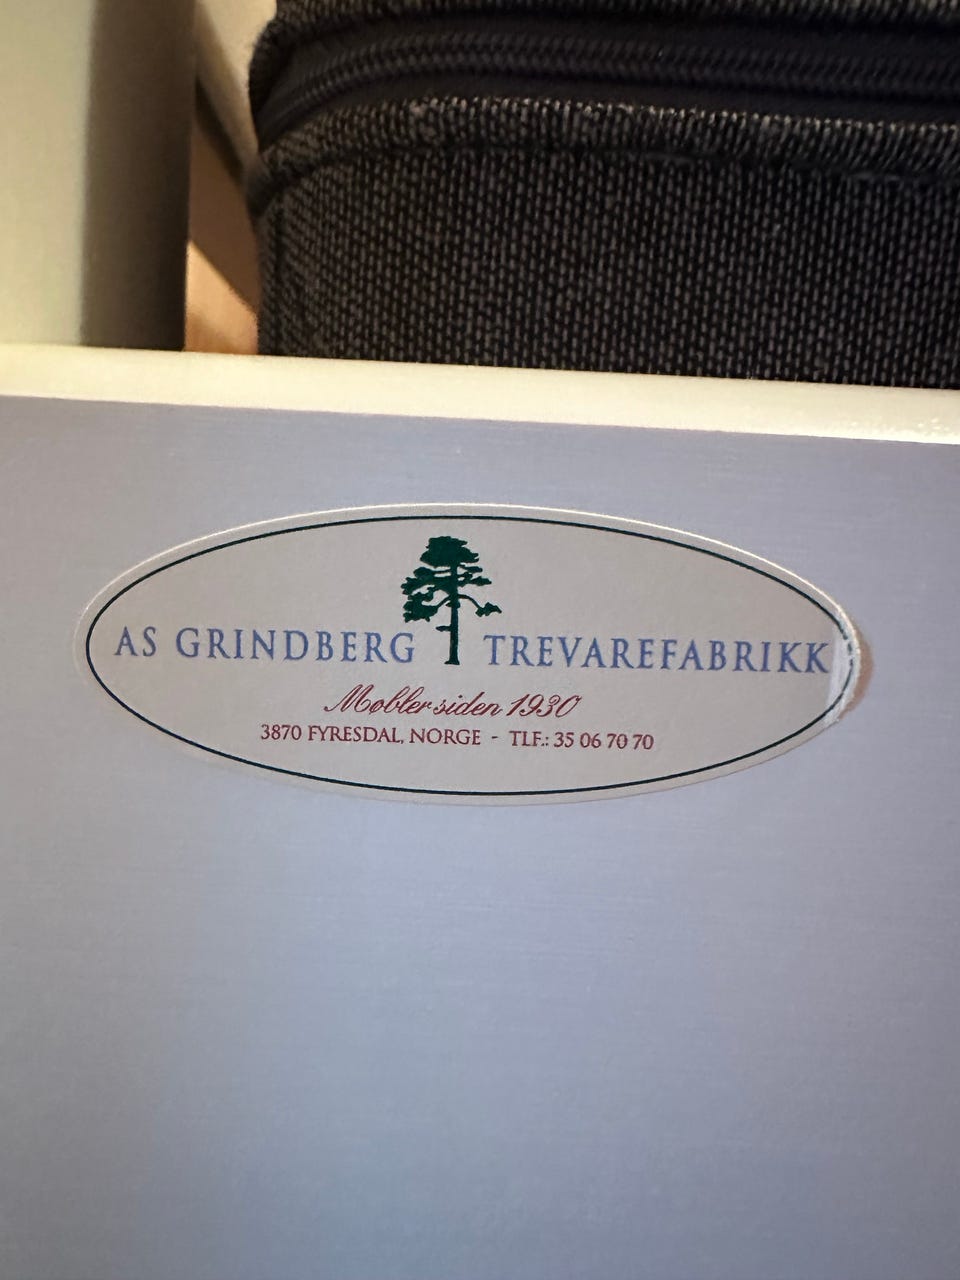 AS GRINDBERG TREVAREFABRIKK
Møbler siden 1930
3870 FYRESDAL, NORGE - TLF.: 35 06 70 70